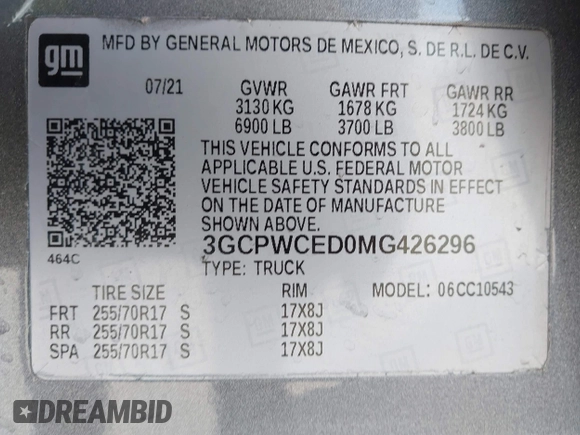 gm
MFD BY GENERAL MOTORS DE MEXICO, S. DE R.L. DE C.V.
07/21 GVWR GAWR FRT GAWR RR
3130 KG 1678 KG 1724 KG
6900 LB 3700 LB 3800 LB
THIS VEHICLE CONFORMS TO ALL
APPLICABLE U.S. FEDERAL MOTOR
VEHICLE SAFETY STANDARDS IN EFFECT
ON THE DATE OF MANUFACTURE
SHOWN ABOVE.
464C
3GCPWCED0MG426296
TYPE: TRUCK
TIRE SIZE RIM MODEL: 06CC10543
FRT 255/70R17 S 17X8J
RR 255/70R17 S 17X8J
SPA 255/70R17 S 17X8J
DREAMBID